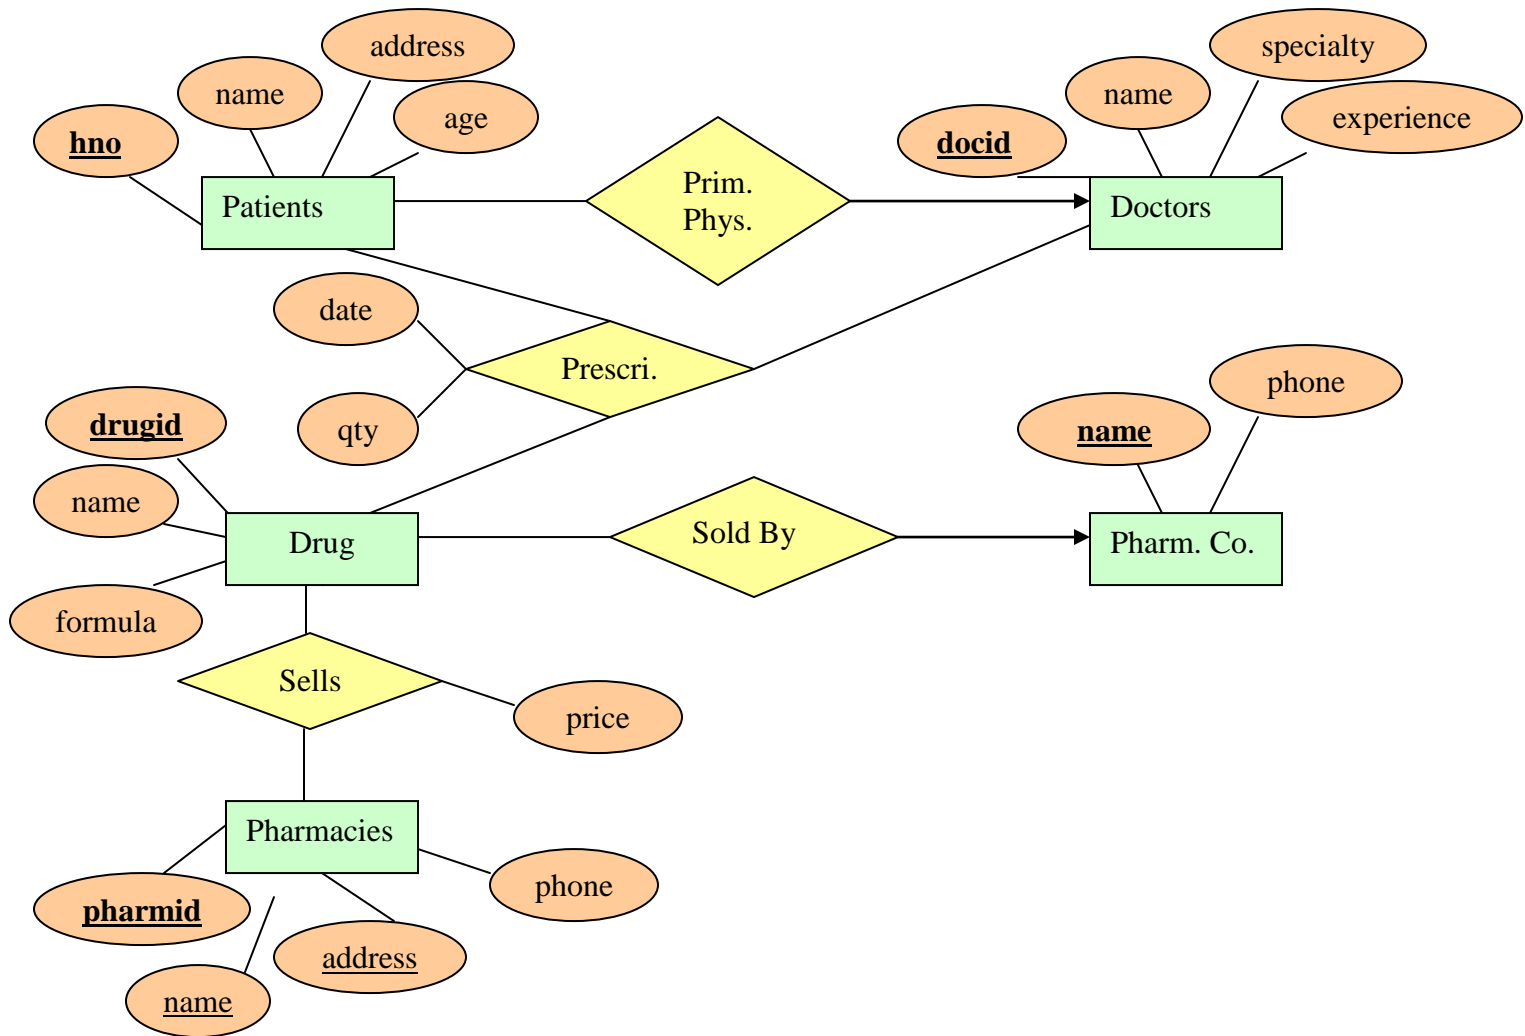 address
specialty
name
name
age
experience
hno
docid
Patients
Prim.
Phys.
Doctors
date
Prescri.
phone
drugid
qty
name
name
Drug
Sold By
Pharm. Co.
formula
Sells
price
Pharmacies
phone
pharmid
address
name